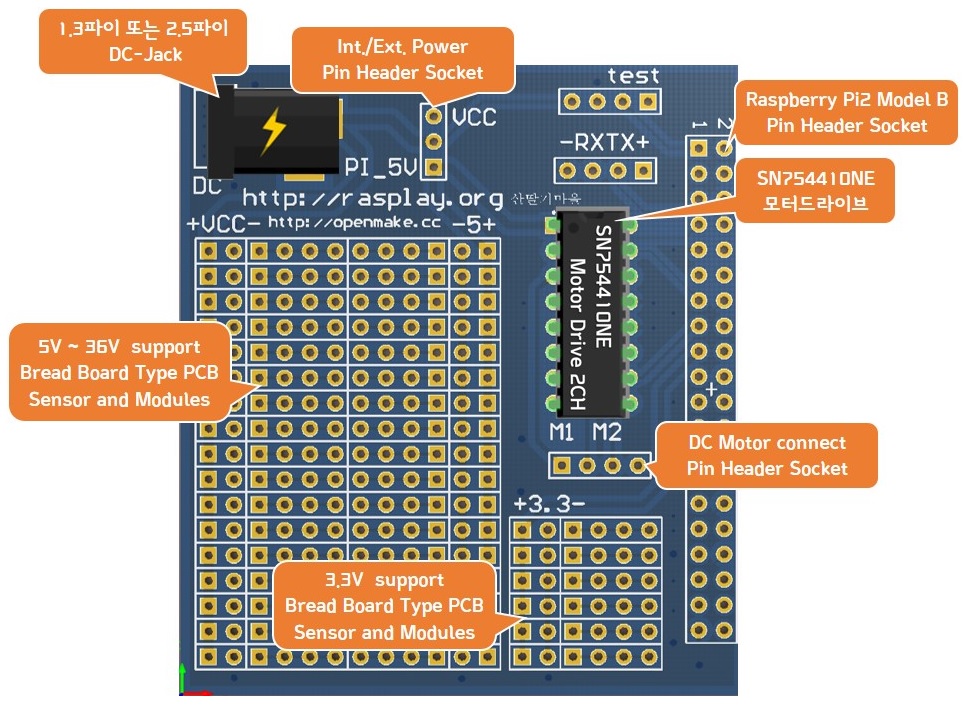 1.3파이 또는 2.5파이
DC-Jack
Int./Ext. Power
Pin Header Socket
test
VCC
PI_5V
DC
-RXTX+
1 2
Raspberry Pi2 Model B
Pin Header Socket
SN754410NE
모터드라이브
http://rasplay.org 산딸기마을
+VCC- http://openmake.cc -5+
SN754410NE
Motor Drive 2CH
5V ~ 36V support
Bread Board Type PCB
Sensor and Modules
+
M1 M2
DC Motor connect
Pin Header Socket
+3.3-
3.3V support
Bread Board Type PCB
Sensor and Modules